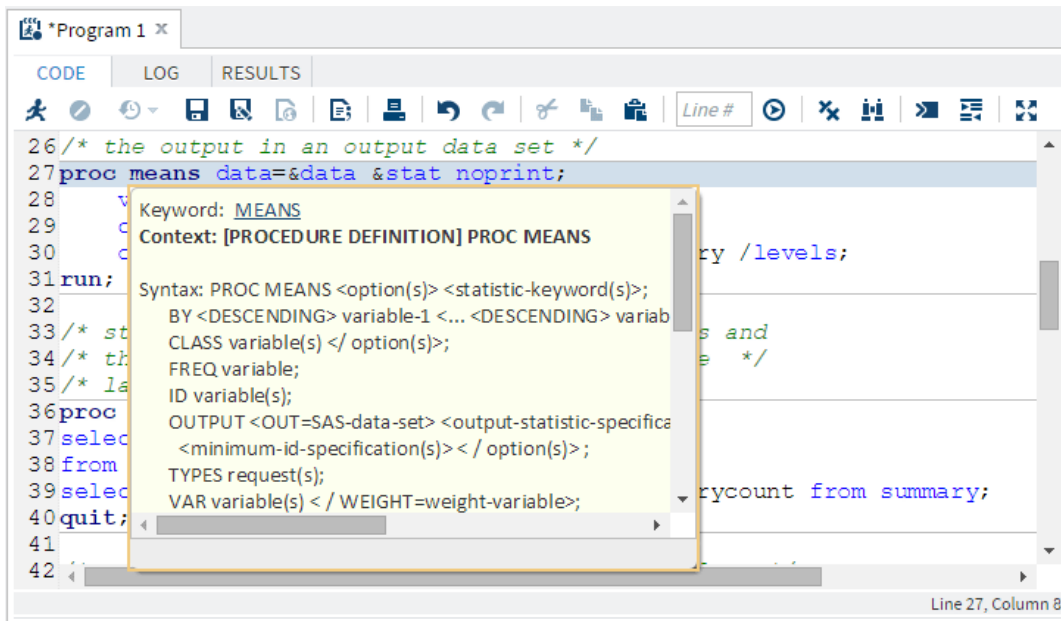 *Program 1 x
CODE LOG RESULTS
Line #
26 /* the output in an output data set */
27 proc means data=&data &stat noprint;
28 v
29 c
30 c ry /levels;
31 run;
32
33 /* st s and
34 /* th e */
35 /* la
36 proc
37 selec
38 from
39 selec rycount from summary;
40 quit;
41
42
Keyword: MEANS
Context: [PROCEDURE DEFINITION] PROC MEANS
Syntax: PROC MEANS <option(s)> <statistic-keyword(s)>;
BY <DESCENDING> variable-1 <... <DESCENDING> variab
CLASS variable(s) </ option(s)>;
FREQ variable;
ID variable(s);
OUTPUT <OUT=SAS-data-set> <output-statistic-specifica
<minimum-id-specification(s)> < / option(s)> ;
TYPES request(s);
VAR variable(s) < / WEIGHT=weight-variable>;
Line 27, Column 8